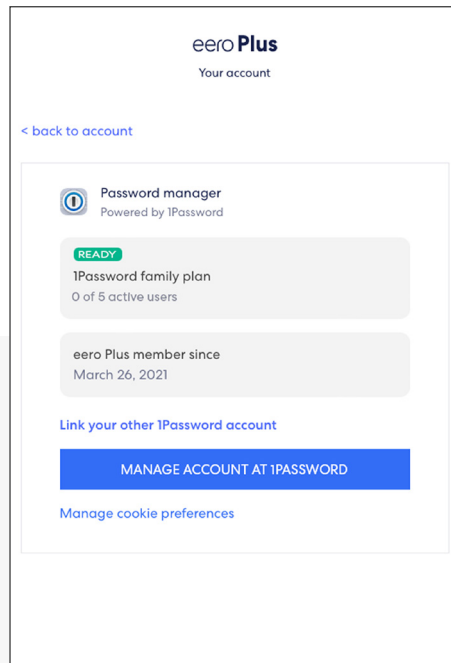 eero Plus
Your account
< back to account
Password manager
Powered by 1Password
READY
1Password family plan
0 of 5 active users
eero Plus member since
March 26, 2021
Link your other 1Password account
MANAGE ACCOUNT AT 1PASSWORD
Manage cookie preferences